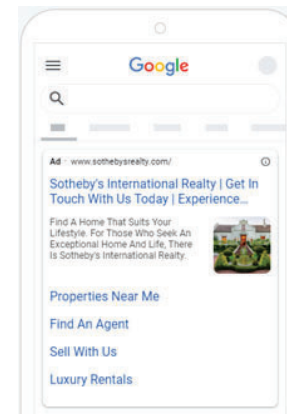 Google
Ad · www.sothebysrealty.com/
Sotheby's International Realty | Get In
Touch With Us Today | Experience...
Find A Home That Suits Your
Lifestyle. For Those Who Seek An
Exceptional Home And Life, There
Is Sotheby's International Realty.
Properties Near Me
Find An Agent
Sell With Us
Luxury Rentals